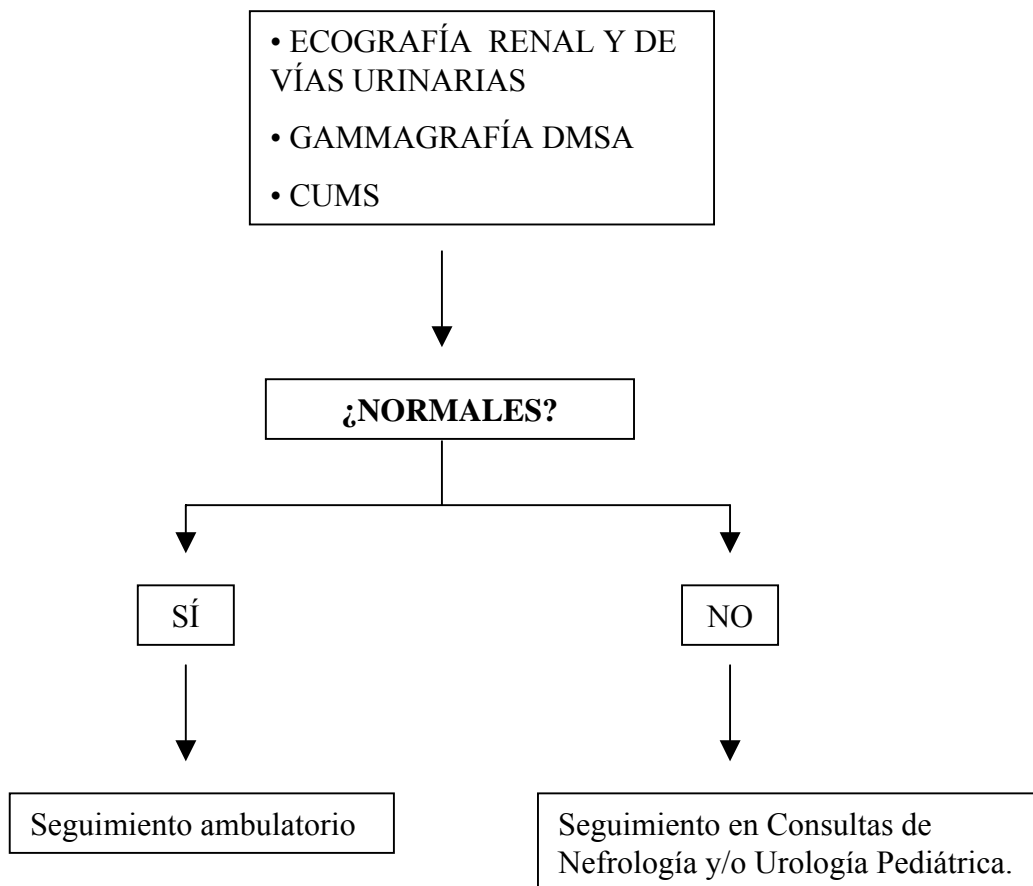 • ECOGRAFÍA RENAL Y DE
VÍAS URINARIAS
• GAMMAGRAFÍA DMSA
• CUMS
¿NORMALES?
SÍ
NO
Seguimiento ambulatorio
Seguimiento en Consultas de
Nefrología y/o Urología Pediátrica.